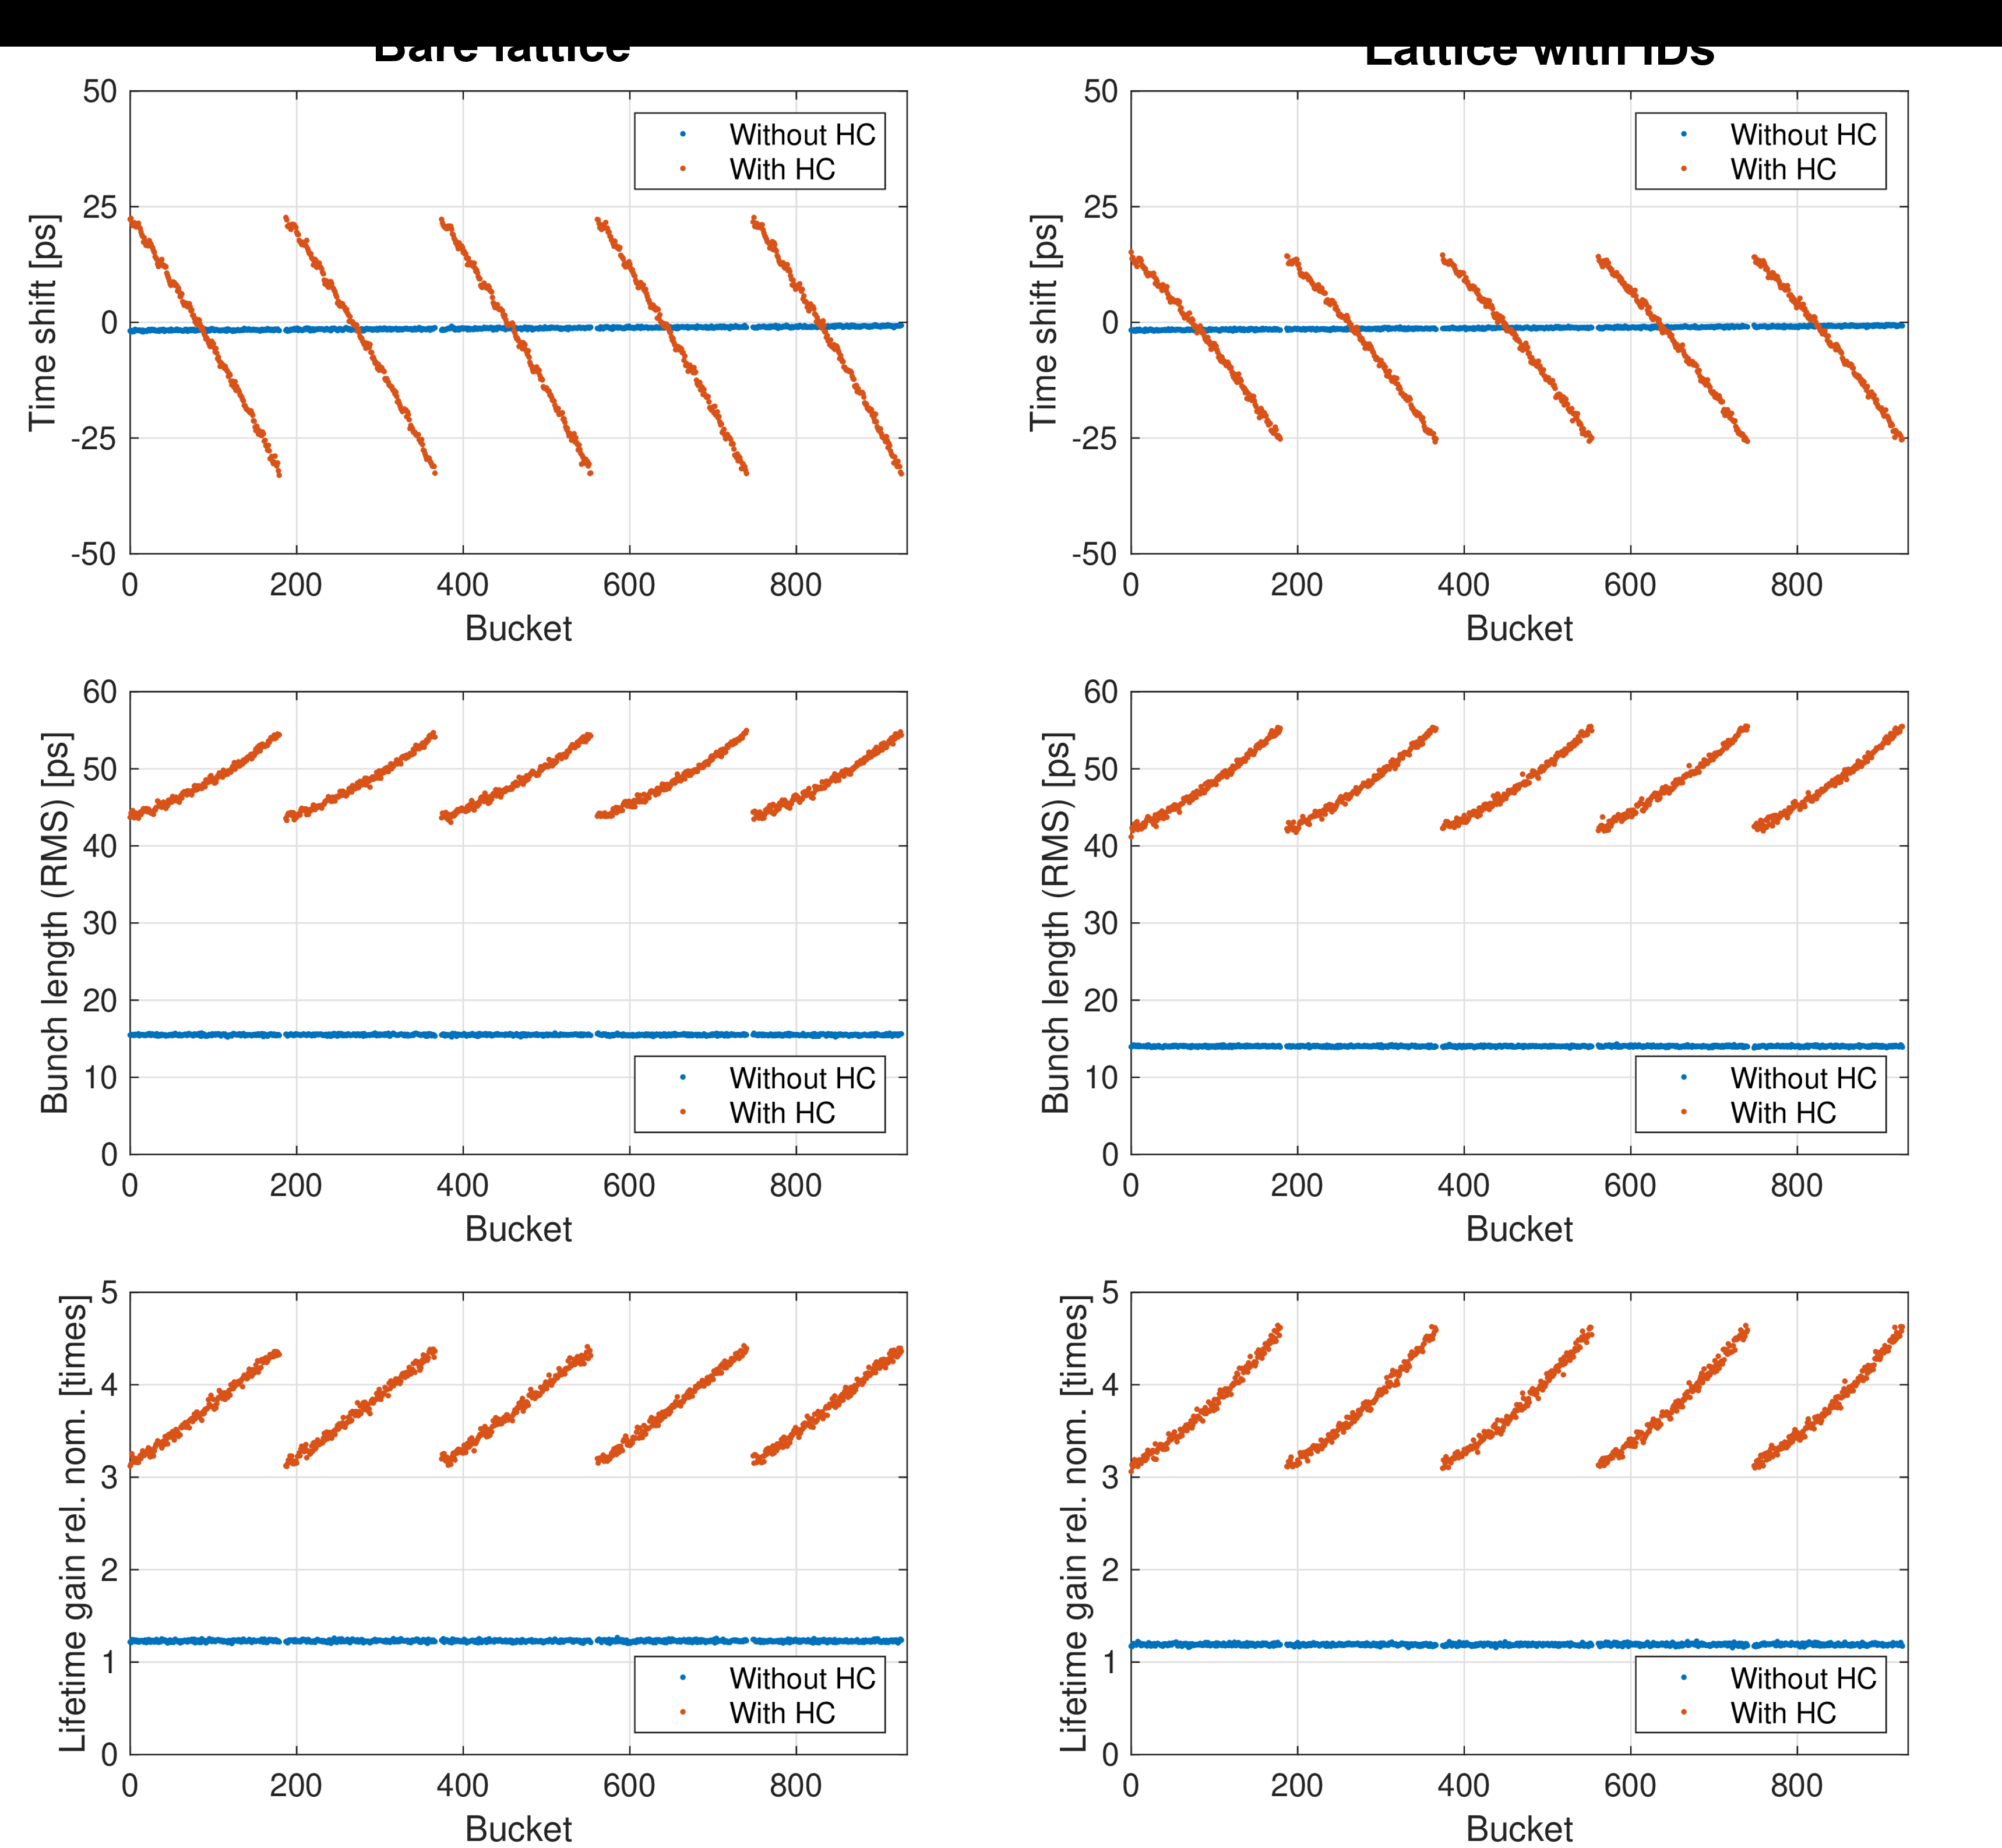 Bare lattice
Lattice with IDs
50
25
0
-25
-50
Time shift [ps]
Without HC
With HC
0 200 400 600 800
Bucket
50
25
0
-25
-50
Time shift [ps]
Without HC
With HC
0 200 400 600 800
Bucket
60
50
40
30
20
10
0
Bunch length (RMS) [ps]
Without HC
With HC
0 200 400 600 800
Bucket
60
50
40
30
20
10
0
Bunch length (RMS) [ps]
Without HC
With HC
0 200 400 600 800
Bucket
5
4
3
2
1
0
Lifetime gain rel. nom. [times]
Without HC
With HC
0 200 400 600 800
Bucket
5
4
3
2
1
0
Lifetime gain rel. nom. [times]
Without HC
With HC
0 200 400 600 800
Bucket